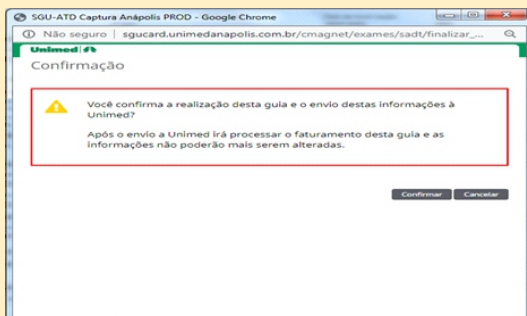 SGU-ATD Captura Anápolis PROD - Google Chrome
Não seguro | sgucard.unimedanapolis.com.br/cmagnet/exames/sadt/finalizar_...
Unimed
Confirmação
Você confirma a realização desta guia e o envio destas informações à
Unimed?
Após o envio a Unimed irá processar o faturamento desta guia e as
informações não poderão mais serem alteradas.
Confirmar Cancelar